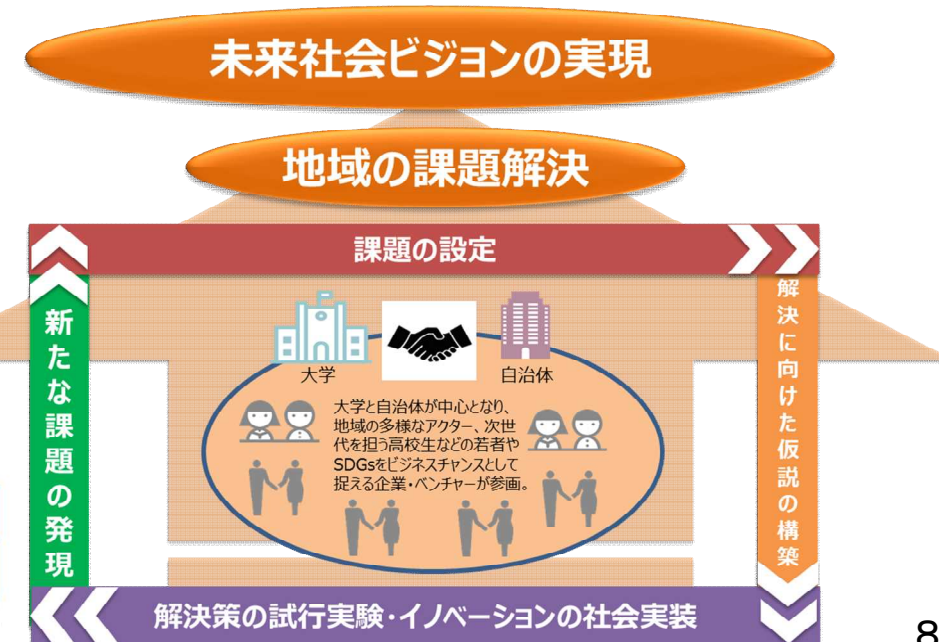 未来社会ビジョンの実現
地域の課題解決
課題の設定
新たな課題の発現
解決に向けた仮説の構築
大学
自治体
大学と自治体が中心となり、
地域の多様なアクター、次世
代を担う高校生などの若者や
SDGsをビジネスチャンスとして
捉える企業・ベンチャーが参画。
解決策の試行実験・イノベーションの社会実装
8